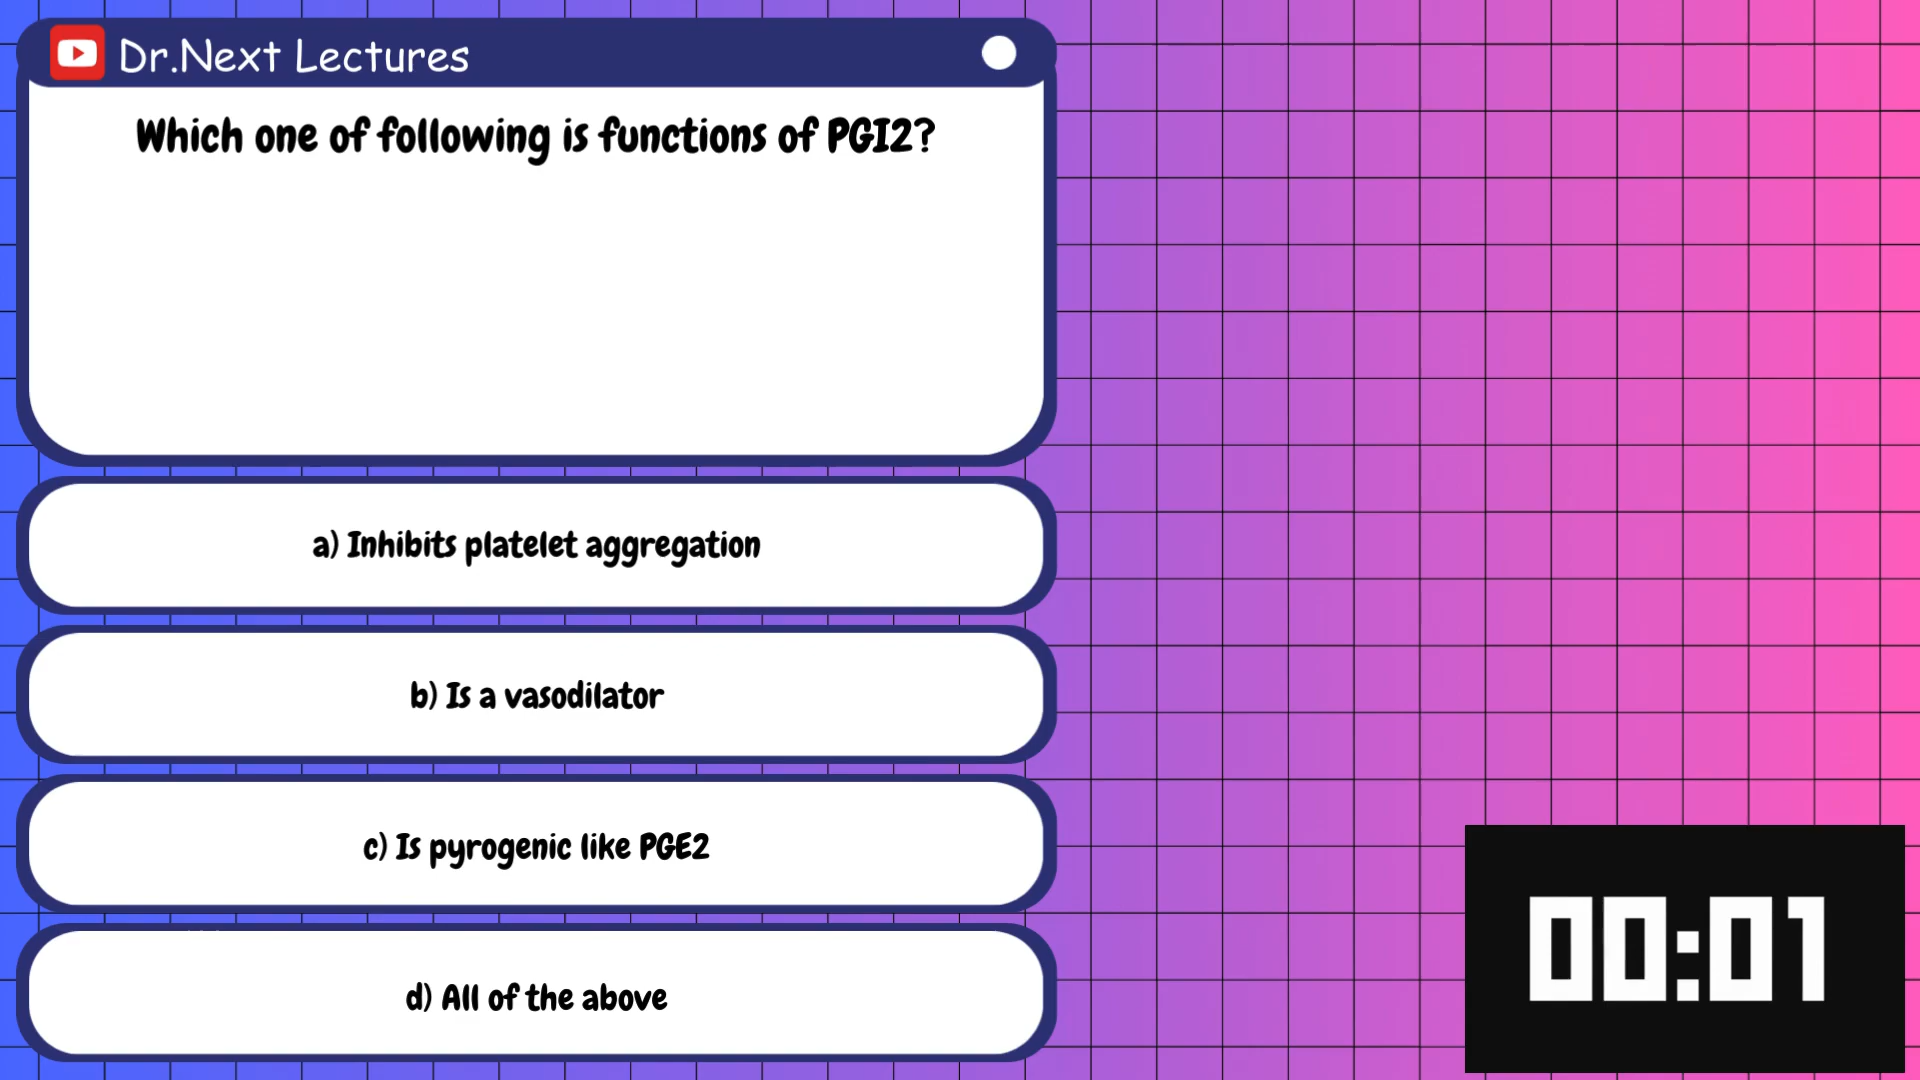 Dr.Next Lectures
Which one of following is functions of PGI2?
a) Inhibits platelet aggregation
b) Is a vasodilator
c) Is pyrogenic like PGE2
d) All of the above
00:01